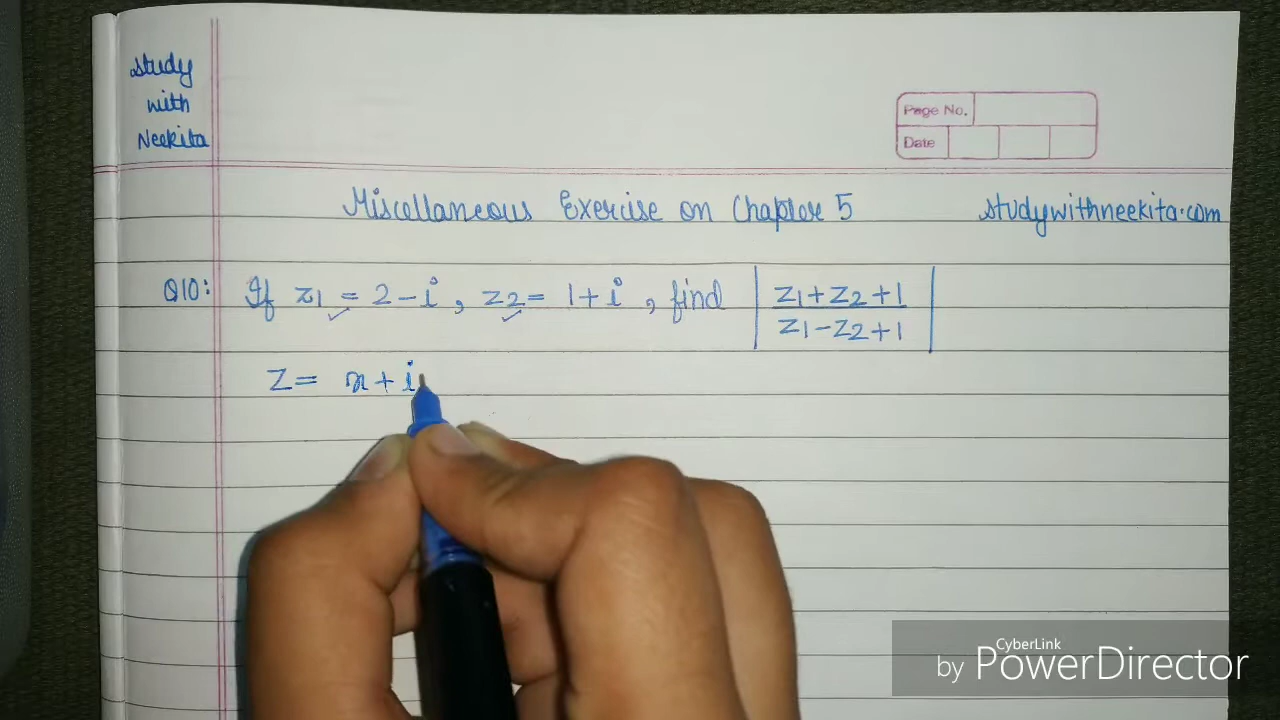 Study
with
Neekita
Page No.
Date
Miscellaneous Exercise on Chapter 5
studywithneekita.com
Q10: If z1 = 2-i, z2 = 1+i, find | z1+z2+1 |
z1-z2+1
z = x+i
CyberLink
by PowerDirector